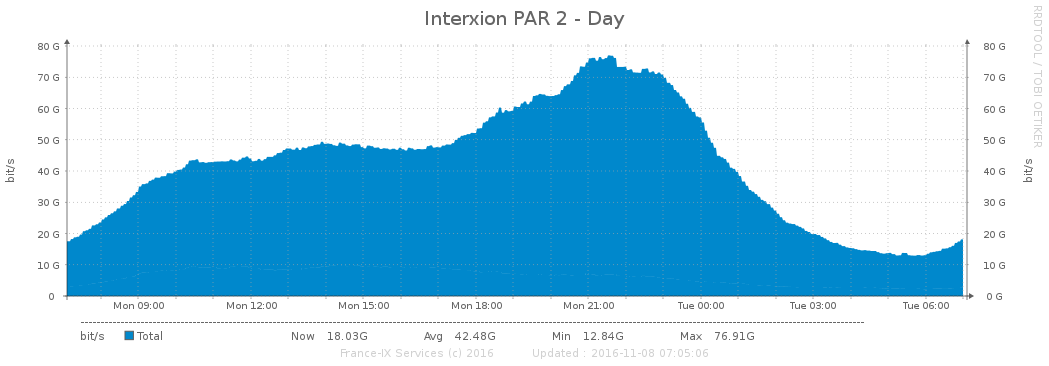 Interxion PAR 2 - Day
RRDTOOL / TOBI OETIKER
bit/s
80 G 80 G
70 G 70 G
60 G 60 G
50 G 50 G
40 G 40 G
30 G 30 G
20 G 20 G
10 G 10 G
0 0 G
bit/s
Mon 09:00 Mon 12:00 Mon 15:00 Mon 18:00 Mon 21:00 Tue 00:00 Tue 03:00 Tue 06:00
bit/s Total Now 18.03G Avg 42.48G Min 12.84G Max 76.91G
France-IX Services (c) 2016 Updated : 2016-11-08 07:05:06